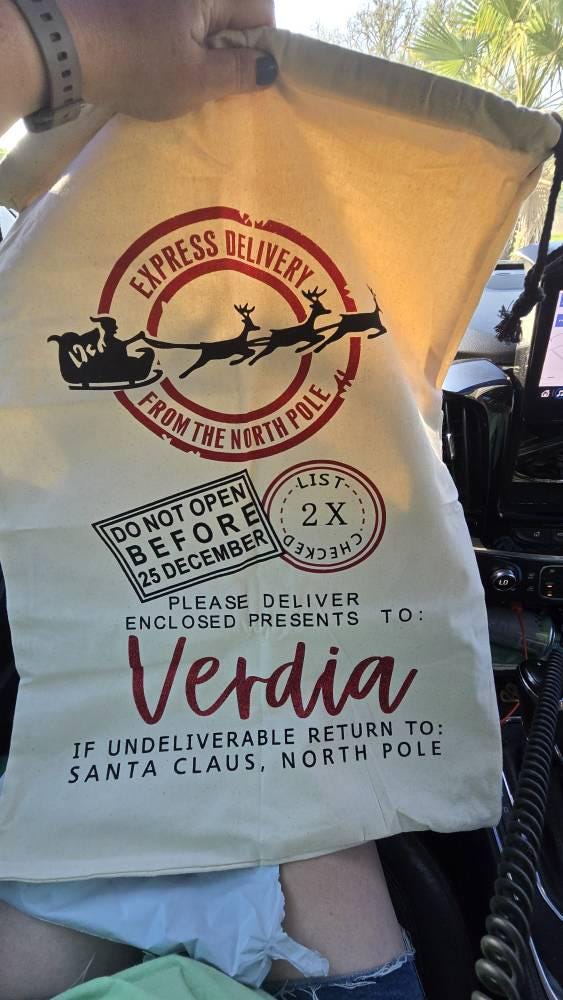 EXPRESS DELIVERY
FROM THE NORTH POLE
DO NOT OPEN
BEFORE
25 DECEMBER
LIST
2 X
CHECKED
PLEASE DELIVER
ENCLOSED PRESENTS TO:
Verdia
IF UNDELIVERABLE RETURN TO:
SANTA CLAUS, NORTH POLE